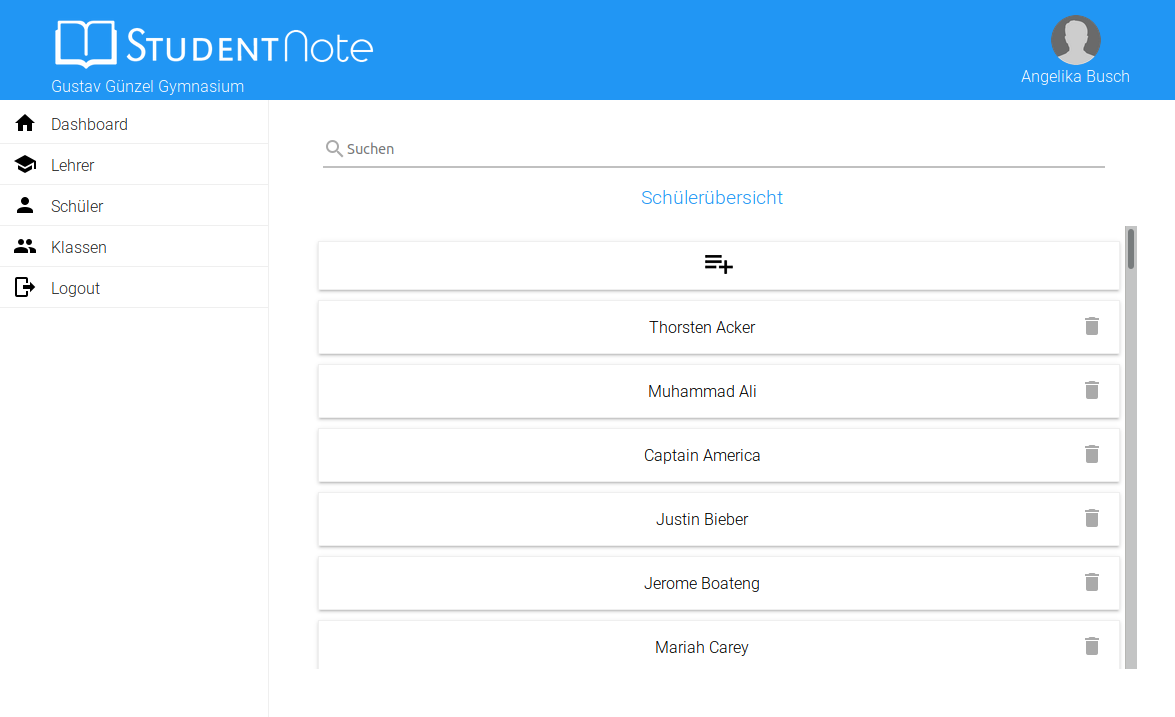 STUDENTNote
Gustav Günzel Gymnasium
Angelika Busch
Dashboard
Lehrer
Schüler
Klassen
Logout
Suchen
Schülerübersicht
Thorsten Acker
Muhammad Ali
Captain America
Justin Bieber
Jerome Boateng
Mariah Carey